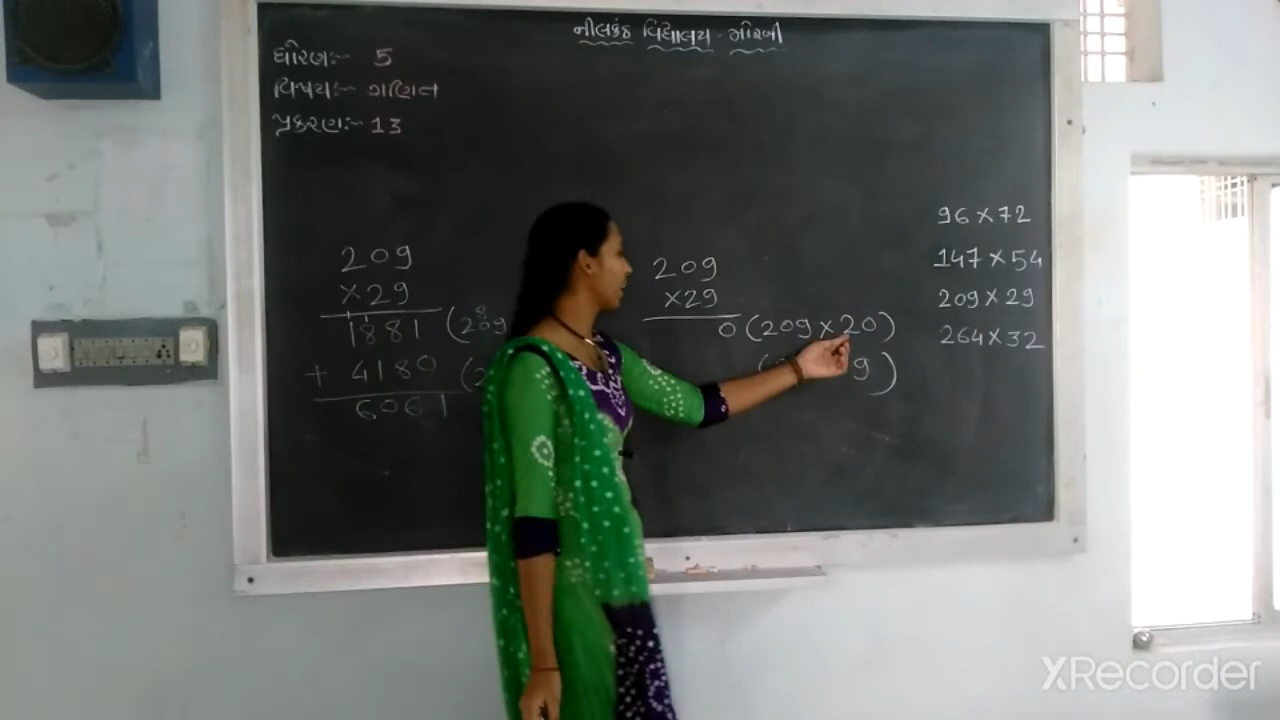 નીલકંઠ વિદ્યાલય - મોરબી
ધોરણ:- 5
વિષય:- ગણિત
પ્રકરણ:- 13
209
×29
1881 (209
+ 4180 (2
6061
209
×29
0 (209×20)
( 9)
96×72
147×54
209×29
264×32
XRecorder